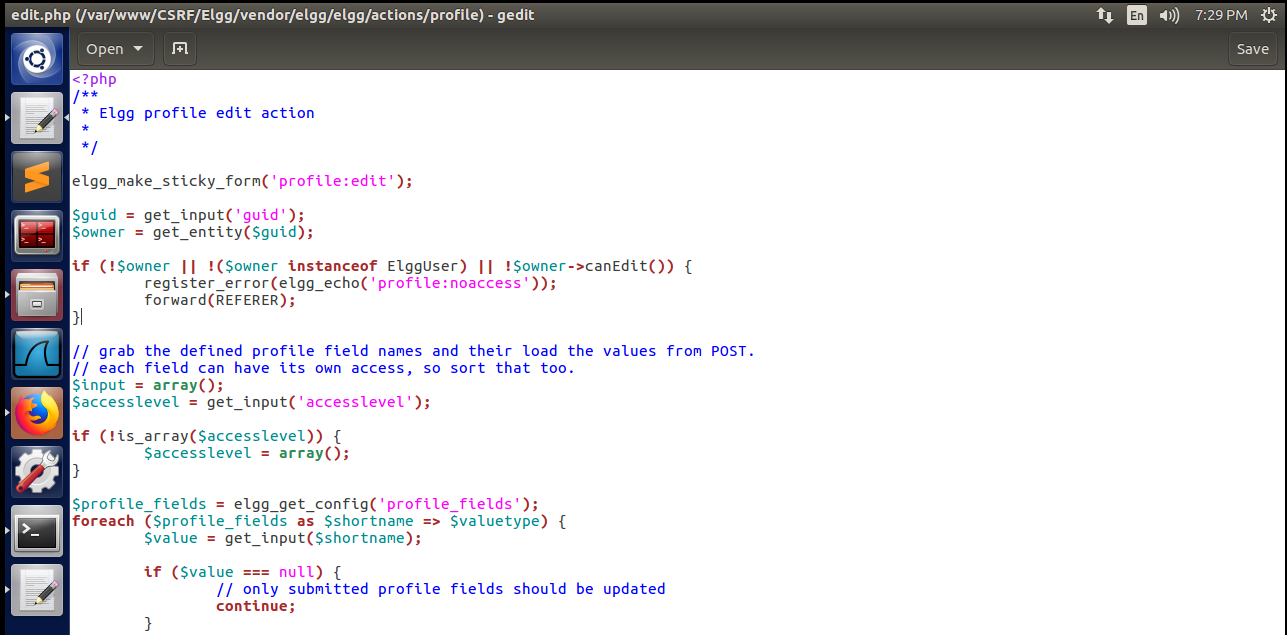 edit.php (/var/www/CSRF/Elgg/vendor/elgg/elgg/actions/profile) - gedit
En
7:29 PM
Open
Save
<?php
/**
 * Elgg profile edit action
 *
 */
elgg_make_sticky_form('profile:edit');
$guid = get_input('guid');
$owner = get_entity($guid);
if (!$owner || !($owner instanceof ElggUser) || !$owner->canEdit()) {
        register_error(elgg_echo('profile:noaccess'));
        forward(REFERER);
}
// grab the defined profile field names and their load the values from POST.
// each field can have its own access, so sort that too.
$input = array();
$accesslevel = get_input('accesslevel');
if (!is_array($accesslevel)) {
        $accesslevel = array();
}
$profile_fields = elgg_get_config('profile_fields');
foreach ($profile_fields as $shortname => $valuetype) {
        $value = get_input($shortname);
        if ($value === null) {
                // only submitted profile fields should be updated
                continue;
        }